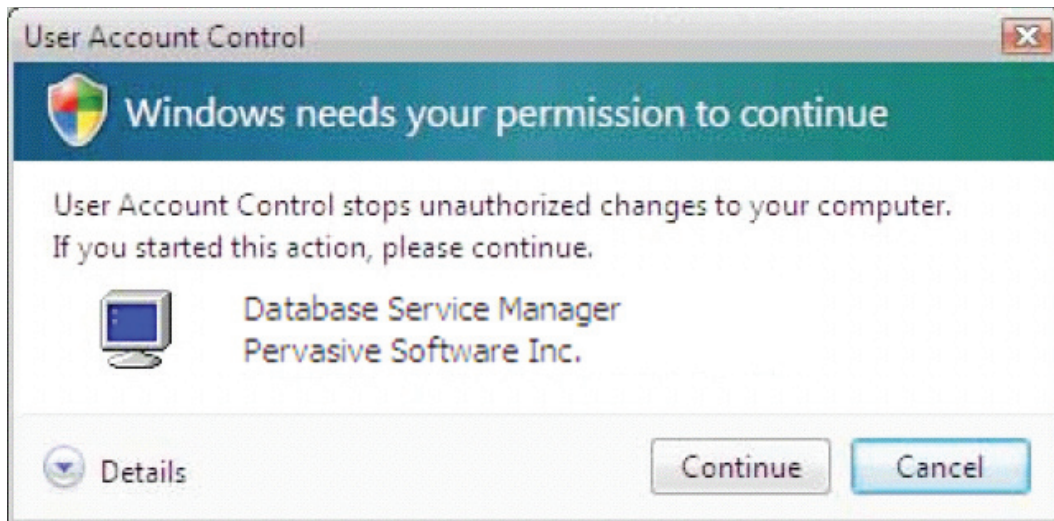 User Account Control
Windows needs your permission to continue
User Account Control stops unauthorized changes to your computer.
If you started this action, please continue.
Database Service Manager
Pervasive Software Inc.
Details
Continue
Cancel